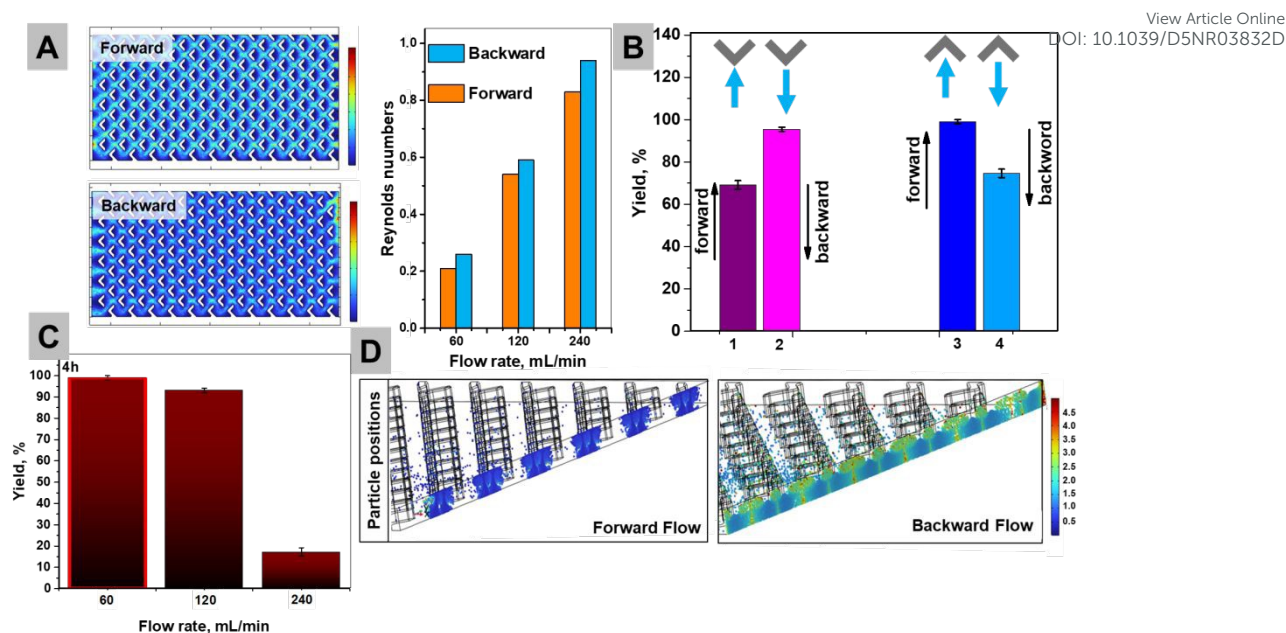 View Article Online
DOI: 10.1039/D5NR03832D
A
Forward
Backward
Reynolds nuumbers
1.0
0.8
0.6
0.4
0.2
0.0
Backward
Forward
60
120
240
Flow rate, mL/min
B
Yield, %
140
120
100
80
60
40
20
0
forward
backward
forward
backword
1
2
3
4
C
4h
Yield, %
100
90
80
70
60
50
40
30
20
10
0
60
120
240
Flow rate, mL/min
D
Particle positions
Forward Flow
Backward Flow
4.5
4.0
3.5
3.0
2.5
2.0
1.5
1.0
0.5